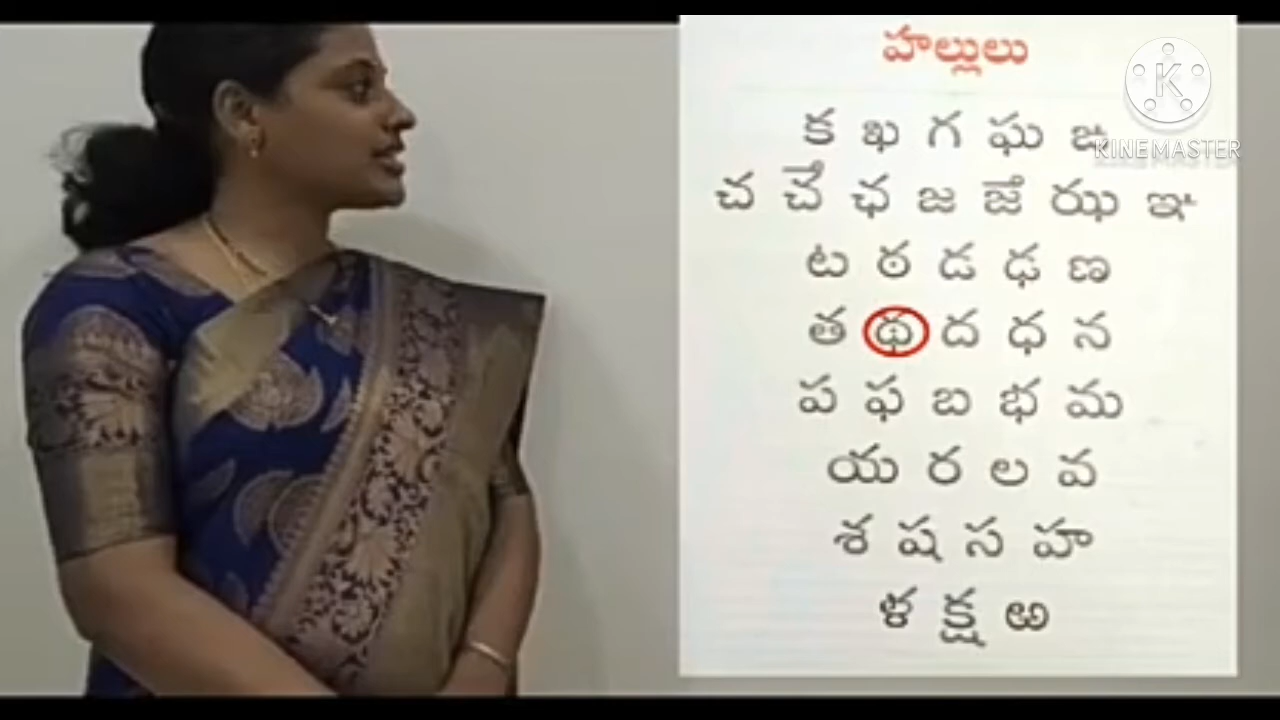 హల్లులు
క ఖ గ ఘ ఙ
చ చే ఛ జ జే ఝ ఞ
ట ఠ డ ఢ ణ
త థ ద ధ న
ప ఫ బ భ మ
య ర ల వ
శ ష స హ
ళ క్ష ఱ
K
KINEMASTER